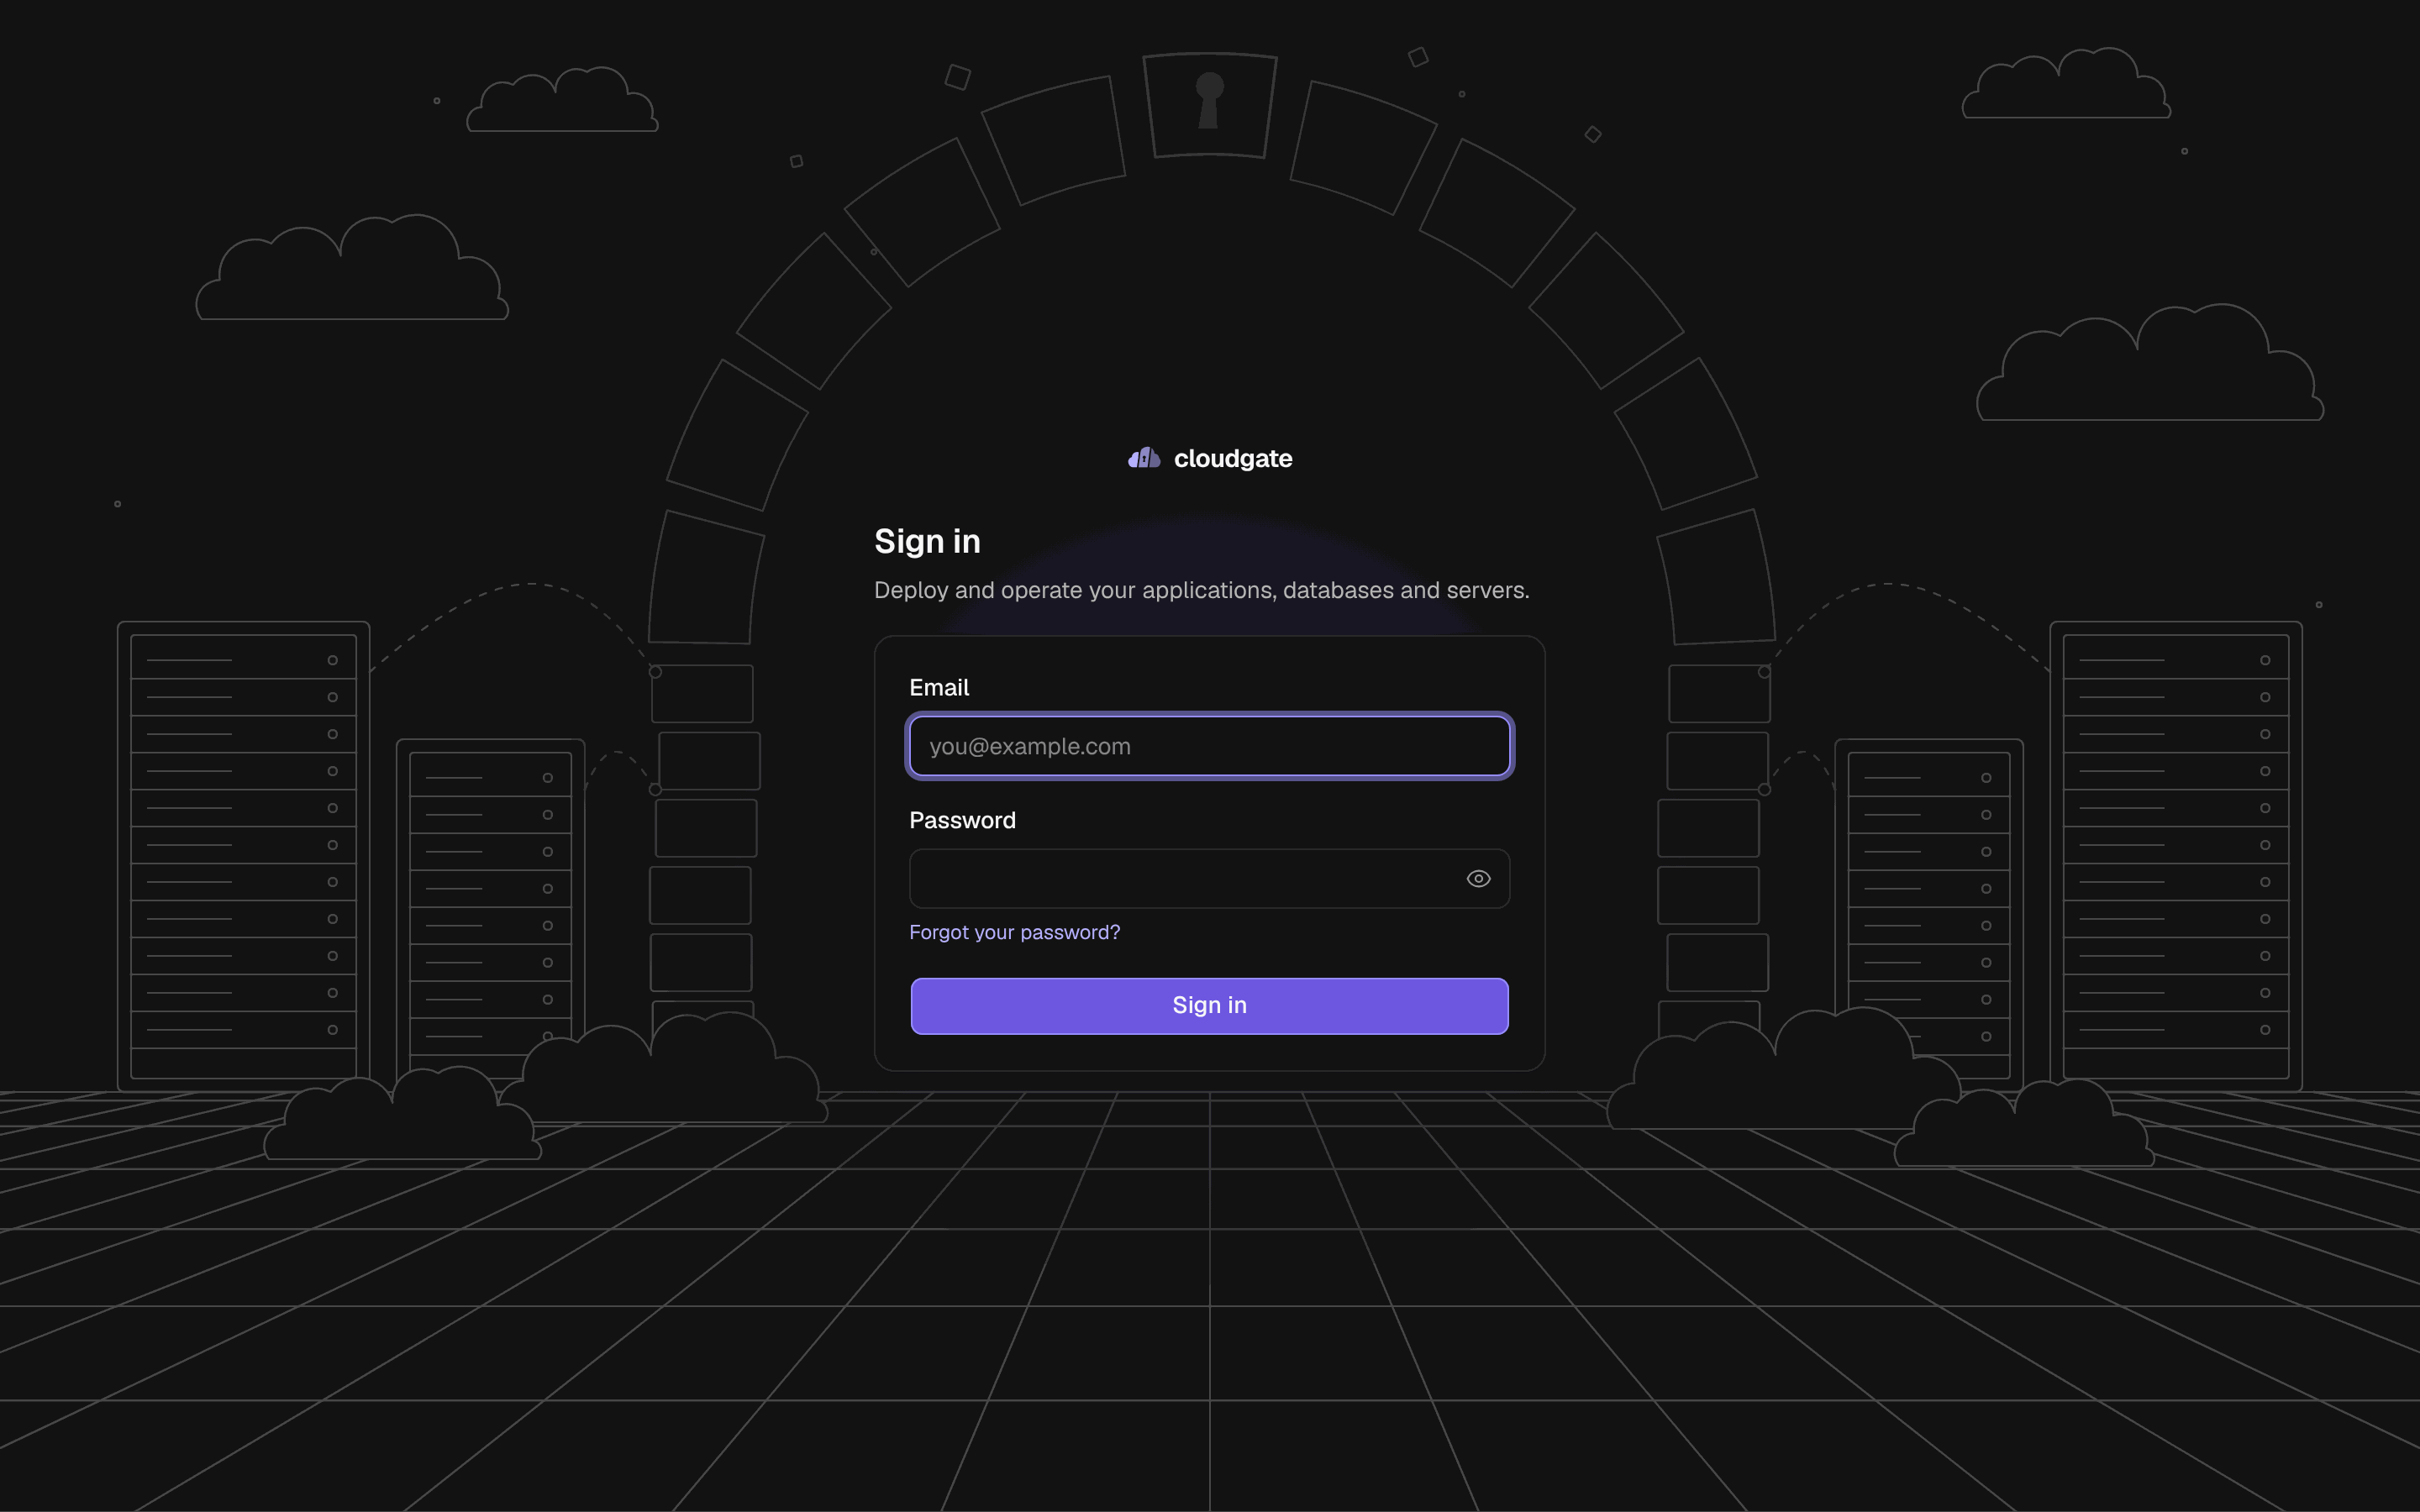 cloudgate
Sign in
Deploy and operate your applications, databases and servers.
Email
you@example.com
Password
Forgot your password?
Sign in